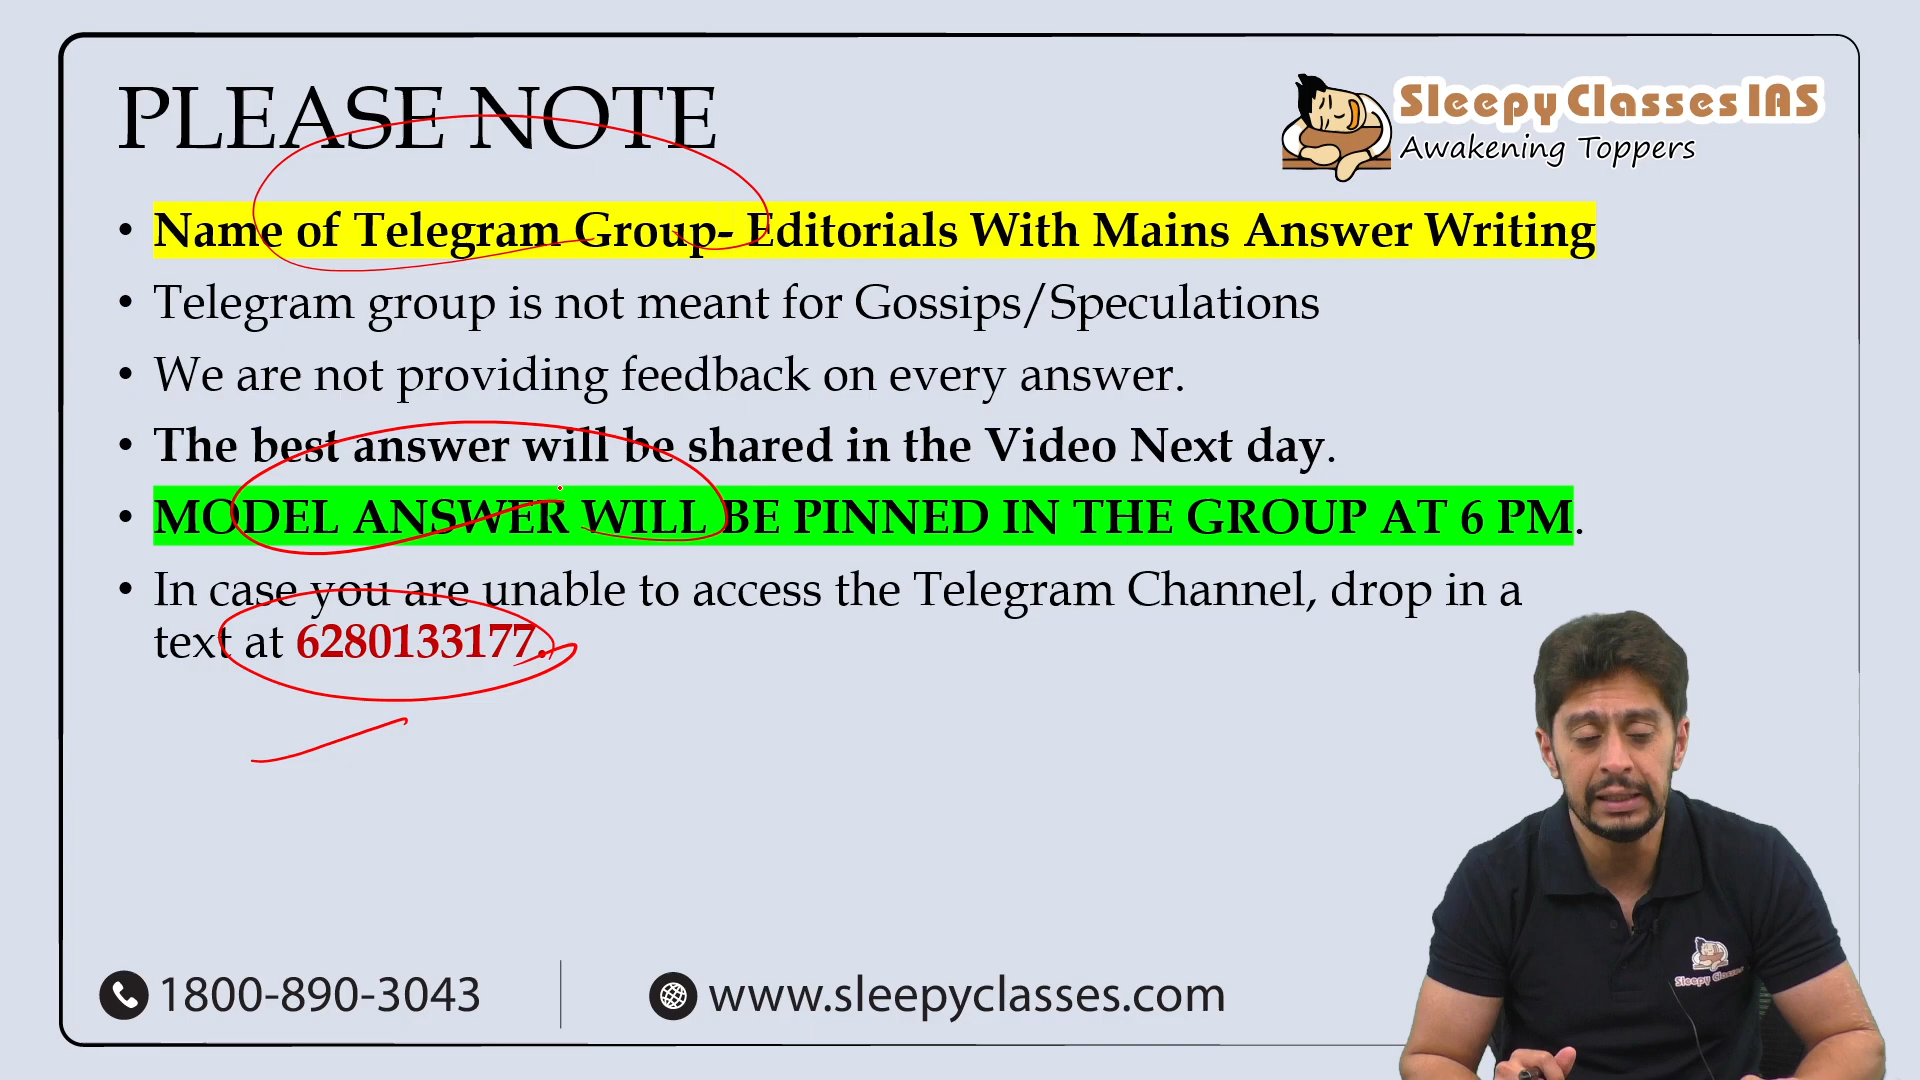 PLEASE NOTE
Sleepy Classes IAS
Awakening Toppers
• Name of Telegram Group- Editorials With Mains Answer Writing
• Telegram group is not meant for Gossips/Speculations
• We are not providing feedback on every answer.
• The best answer will be shared in the Video Next day.
• MODEL ANSWER WILL BE PINNED IN THE GROUP AT 6 PM.
• In case you are unable to access the Telegram Channel, drop in a
text at 6280133177.
Sleepy Classes
1800-890-3043
www.sleepyclasses.com